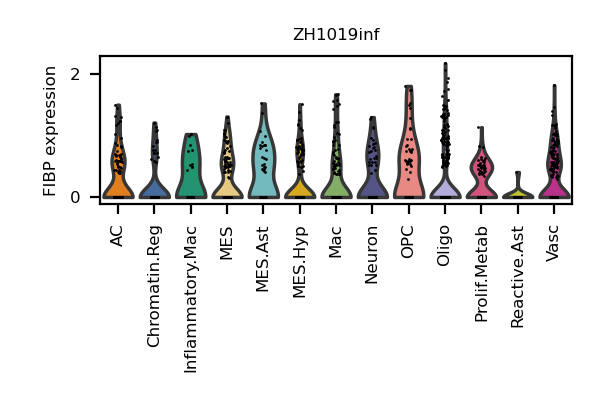 ZH1019inf
FIBP expression
2
0
AC
Chromatin.Reg
Inflammatory.Mac
MES
MES.Ast
MES.Hyp
Mac
Neuron
OPC
Oligo
Prolif.Metab
Reactive.Ast
Vasc